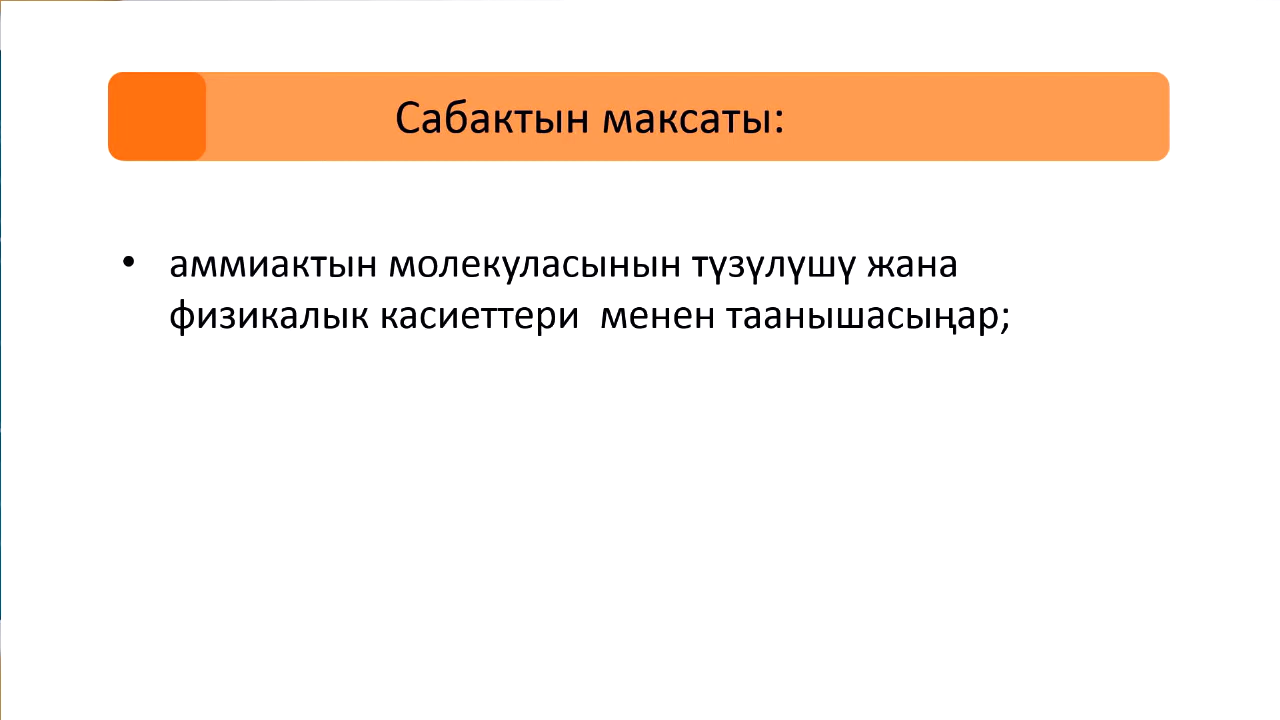 Сабактын максаты:
• аммиактын молекуласынын түзүлүшү жана
физикалык касиеттери  менен таанышасыңар;